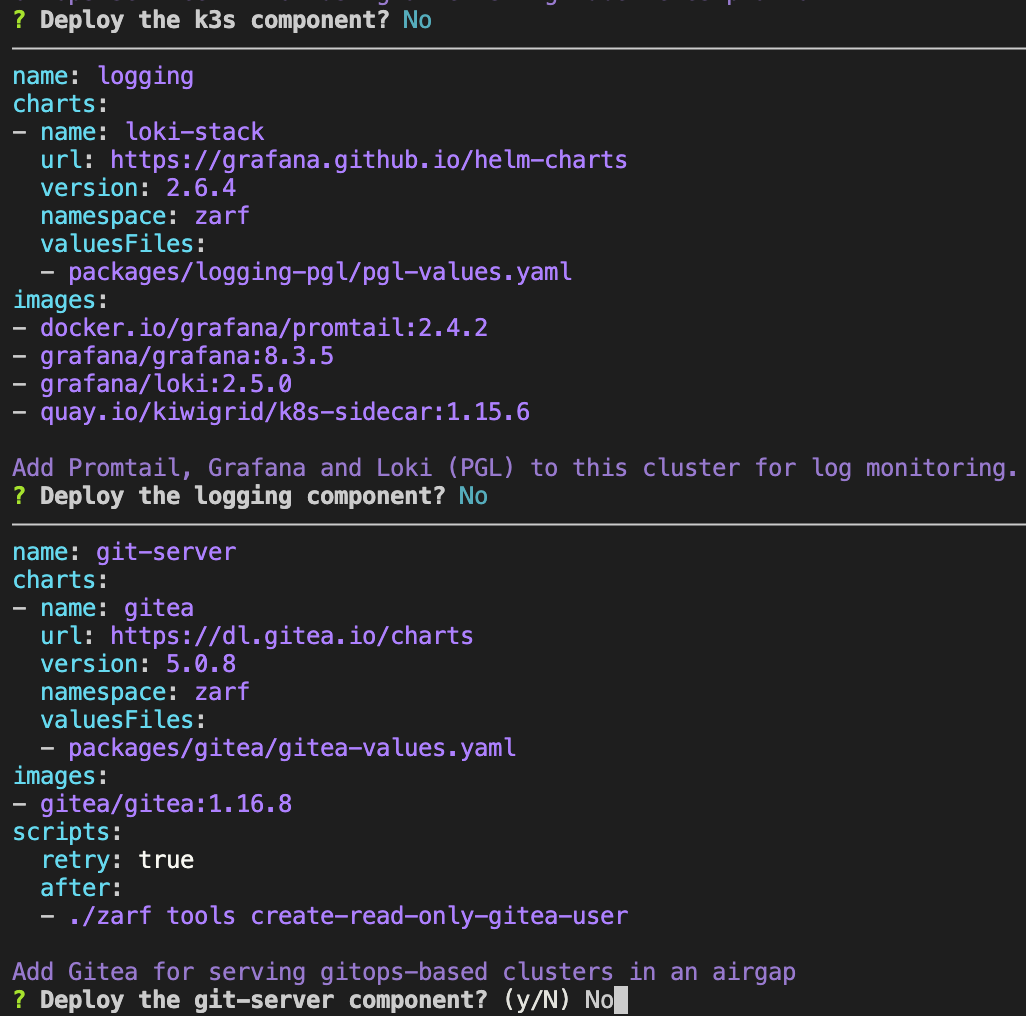 ? Deploy the k3s component? No
name: logging
charts:
- name: loki-stack
  url: https://grafana.github.io/helm-charts
  version: 2.6.4
  namespace: zarf
  valuesFiles:
  - packages/logging-pgl/pgl-values.yaml
images:
- docker.io/grafana/promtail:2.4.2
- grafana/grafana:8.3.5
- grafana/loki:2.5.0
- quay.io/kiwigrid/k8s-sidecar:1.15.6
Add Promtail, Grafana and Loki (PGL) to this cluster for log monitoring.
? Deploy the logging component? No
name: git-server
charts:
- name: gitea
  url: https://dl.gitea.io/charts
  version: 5.0.8
  namespace: zarf
  valuesFiles:
  - packages/gitea/gitea-values.yaml
images:
- gitea/gitea:1.16.8
scripts:
  retry: true
  after:
  - ./zarf tools create-read-only-gitea-user
Add Gitea for serving gitops-based clusters in an airgap
? Deploy the git-server component? (y/N) No